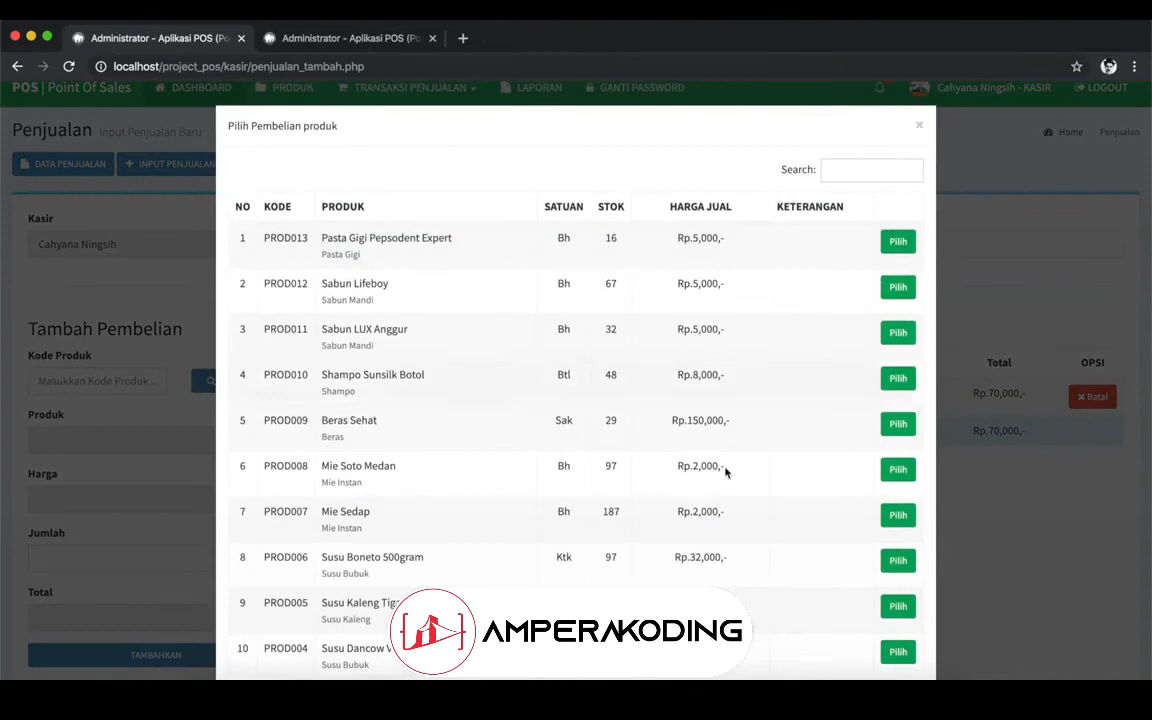 Administrator - Aplikasi POS (Po
Administrator - Aplikasi POS (P
localhost/project_pos/kasir/penjualan_tambah.php
POS | Point Of Sales
DASHBOARD
PRODUK
TRANSAKSI PENJUALAN
LAPORAN
GANTI PASSWORD
Cahyana Ningsih - KASIR
LOGOUT
Penjualan Input Penjualan Baru
Home
Penjualan
DATA PENJUALAN
INPUT PENJUALAN
Pilih Pembelian produk
×
Search:
NO KODE PRODUK SATUAN STOK HARGA JUAL KETERANGAN
1 PROD013 Pasta Gigi Pepsodent Expert Bh 16 Rp.5,000,- Pilih
Pasta Gigi
2 PROD012 Sabun Lifeboy Bh 67 Rp.5,000,- Pilih
Sabun Mandi
3 PROD011 Sabun LUX Anggur Bh 32 Rp.5,000,- Pilih
Sabun Mandi
4 PROD010 Shampo Sunsilk Botol Btl 48 Rp.8,000,- Pilih
Shampo
5 PROD009 Beras Sehat Sak 29 Rp.150,000,- Pilih
Beras
6 PROD008 Mie Soto Medan Bh 97 Rp.2,000,- Pilih
Mie Instan
7 PROD007 Mie Sedap Bh 187 Rp.2,000,- Pilih
Mie Instan
8 PROD006 Susu Boneto 500gram Ktk 97 Rp.32,000,- Pilih
Susu Bubuk
9 PROD005 Susu Kaleng Pilih
Susu Kaleng
10 PROD004 Susu Dancow Pilih
Susu Bubuk
Kasir
Cahyana Ningsih
Tambah Pembelian
Kode Produk
Masukkan Kode Produk...
Produk
Harga
Jumlah
Total
TAMBAHKAN
Total OPSI
Rp.70,000,- Batal
Rp.70,000,-
AMPERAKODING